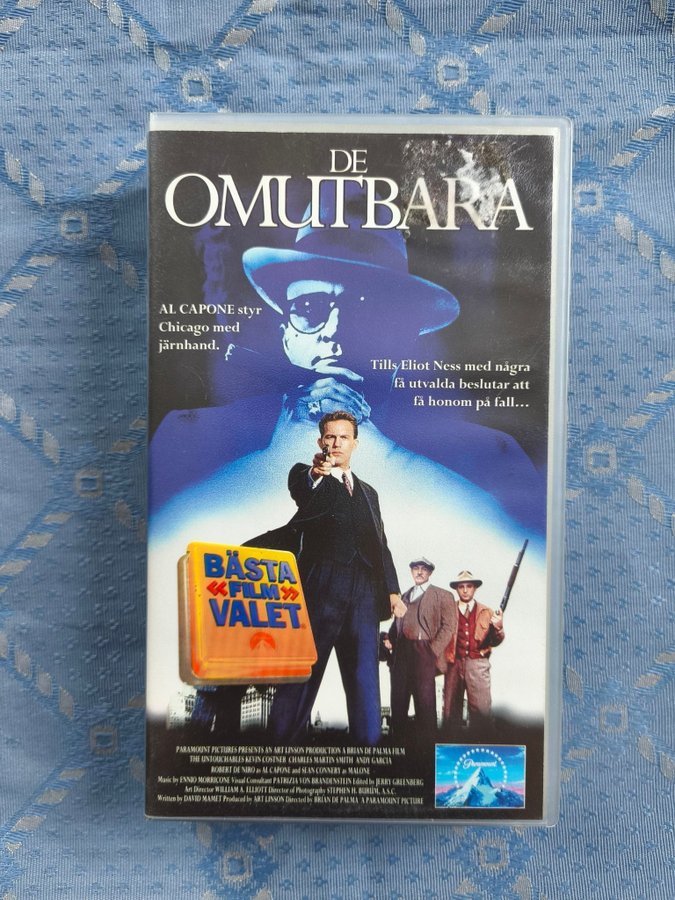 DE
OMUTBARA
AL CAPONE styr
Chicago med
järnhand.
Tills Eliot Ness med några
få utvalda beslutar att
få honom på fall...
BÄSTA
«FILM»
VALET
PARAMOUNT PICTURES PRESENTS AN ART LINSON PRODUCTION A BRIAN DE PALMA FILM
THE UNTOUCHABLES KEVIN COSTNER CHARLES MARTIN SMITH ANDY GARCIA
ROBERT DE NIRO as AL CAPONE and SEAN CONNERY as MALONE
Music by ENNIO MORRICONE Visual Consultant PATRIZIA VON BRANDENSTEIN Edited by JERRY GREENBERG
Art Director WILLIAM A. ELLIOTT Director of Photography STEPHEN H. BURUM, A.S.C.
Written by DAVID MAMET Produced by ART LINSON Directed by BRIAN DE PALMA A PARAMOUNT PICTURE
Paramount